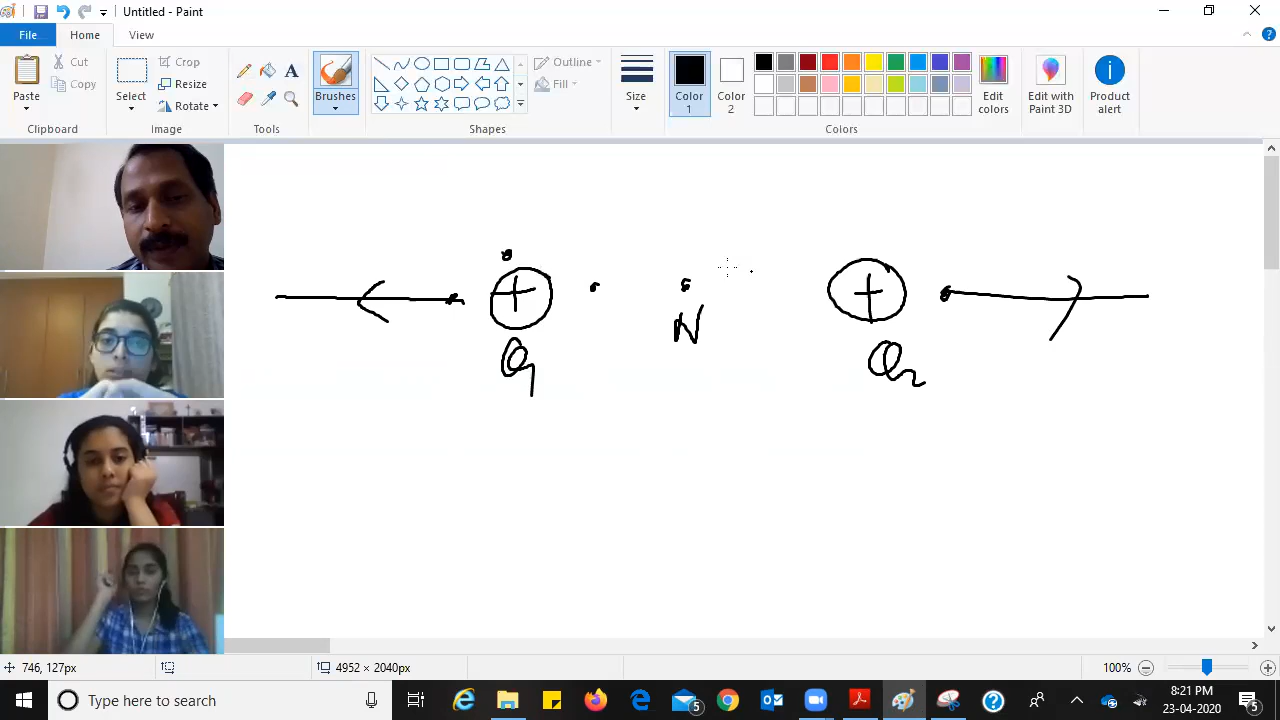 Untitled - Paint
File Home View
Paste
Cut
Copy
Clipboard
Select
Crop
Resize
Rotate
Image
A
Tools
Brushes
Outline
Fill
Shapes
Size
Color 1
Color 2
Edit colors
Colors
Edit with Paint 3D
Product alert
+ +
N
Q1 Q2
746, 127px
4952 × 2040px
100%
Type here to search
5
8:21 PM
23-04-2020
5